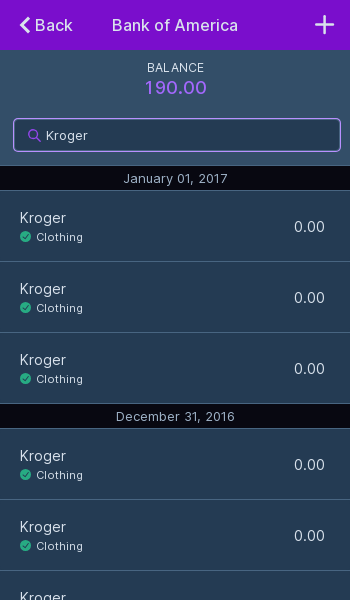 Back Bank of America
BALANCE
190.00
Kroger
January 01, 2017
Kroger
Clothing 0.00
Kroger
Clothing 0.00
Kroger
Clothing 0.00
December 31, 2016
Kroger
Clothing 0.00
Kroger
Clothing 0.00
Kroger